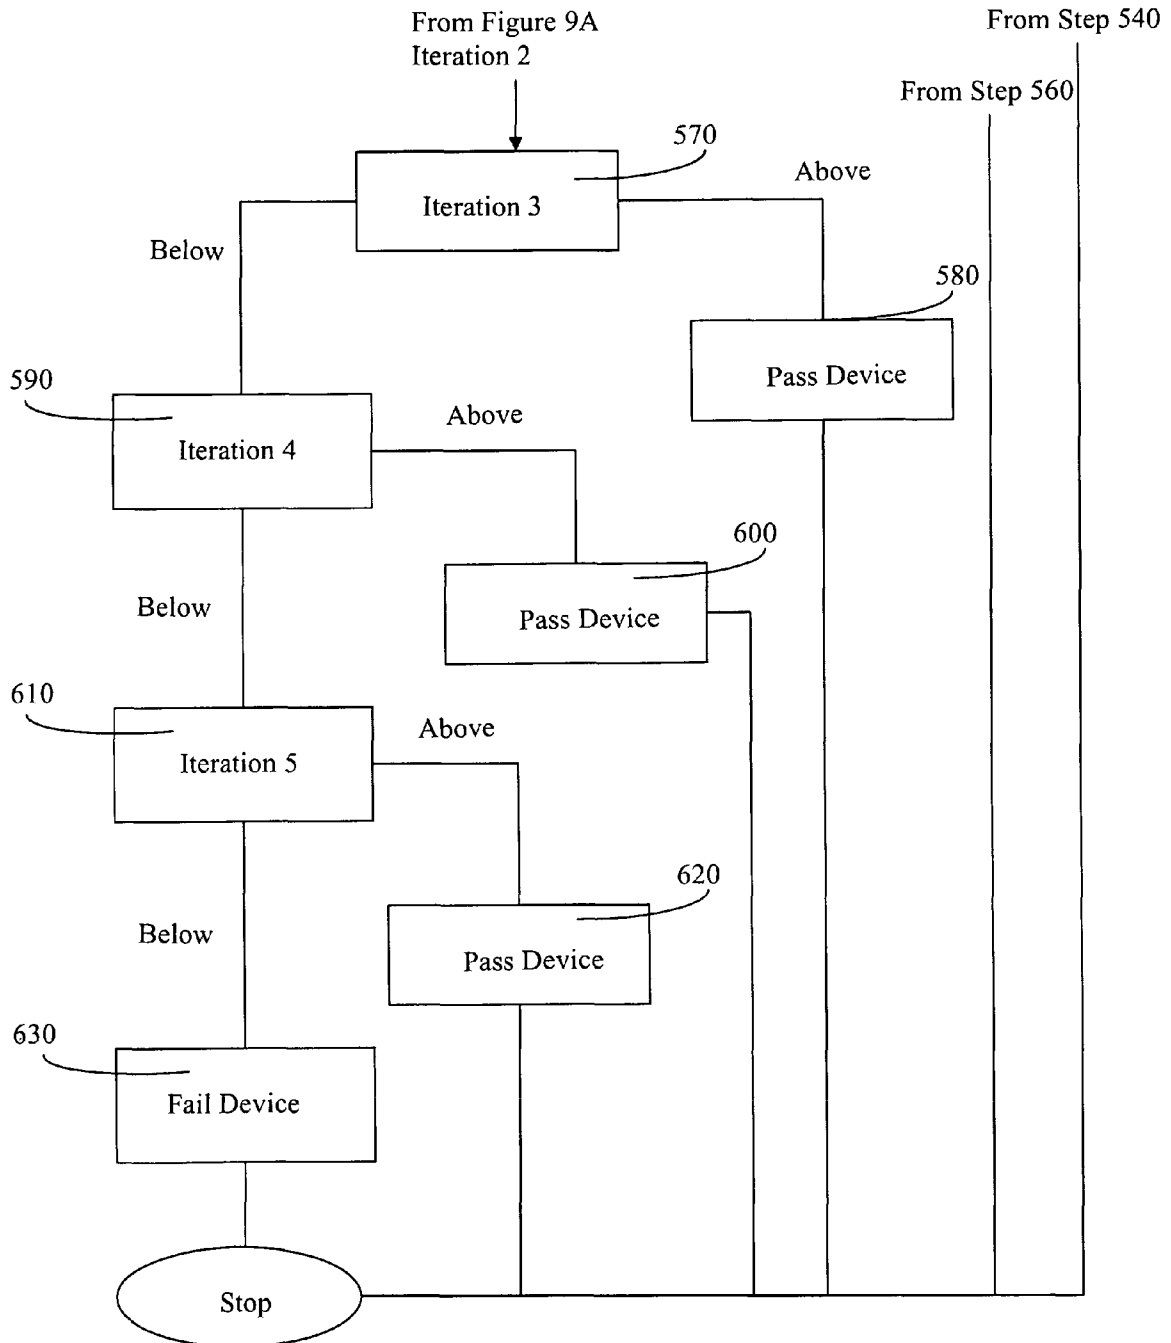 From Figure 9A
Iteration 2
From Step 540
From Step 560
570
Iteration 3
Above
Below
580
Pass Device
590
Iteration 4
Above
600
Pass Device
Below
610
Iteration 5
Above
620
Pass Device
Below
630
Fail Device
Stop